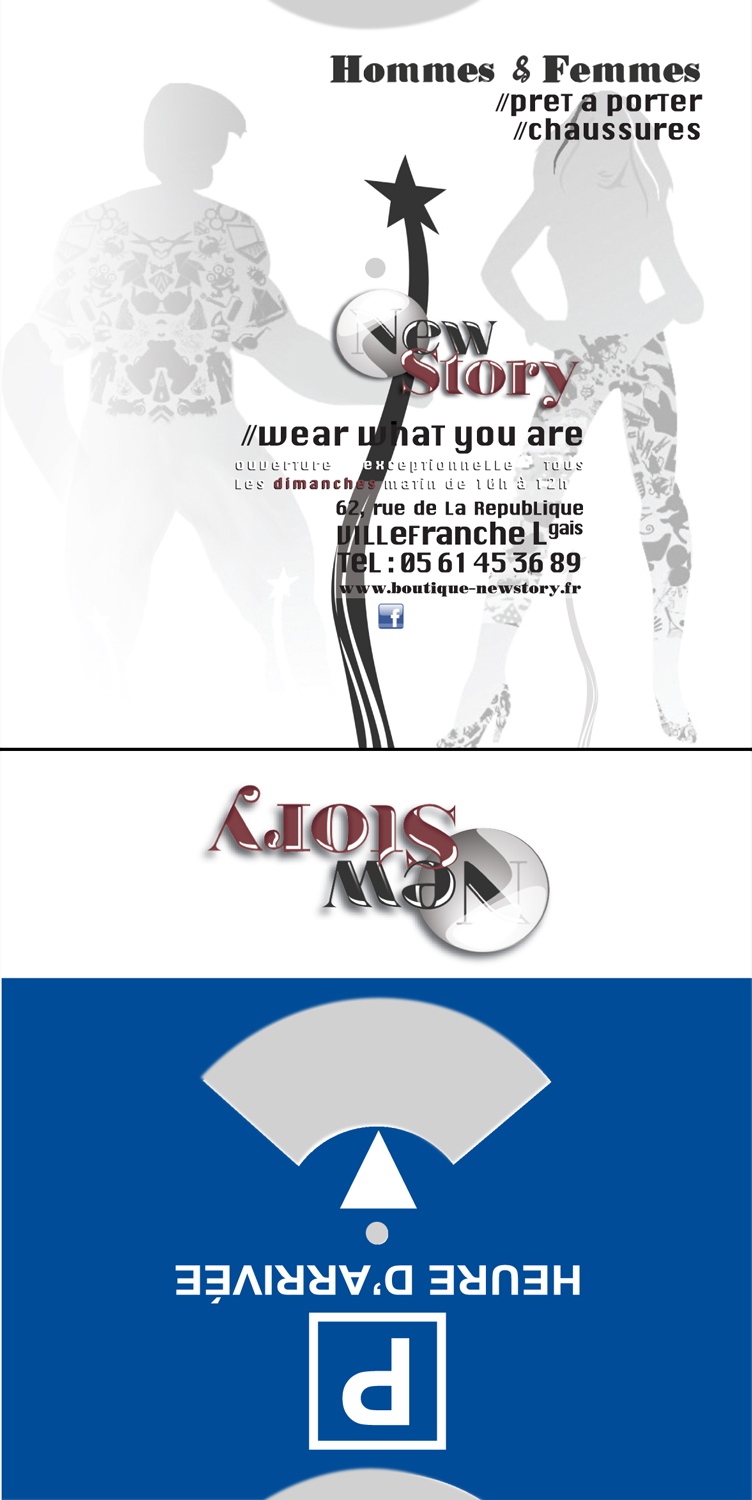 Hommes & Femmes
//pret a porter
//chaussures
New
Story
//wear what you are
ouverture exceptionnelle tous
les dimanches matin de 10h à 12h
62, rue de la Republique
Villefranche Lgais
Tel : 05 61 45 36 89
www.boutique-newstory.fr
f
New
Story
HEURE D'ARRIVÉE
P